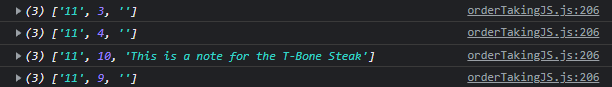 (3) ['11', 3, ''] orderTakingJS.js:206
(3) ['11', 4, ''] orderTakingJS.js:206
(3) ['11', 10, 'This is a note for the T-Bone Steak'] orderTakingJS.js:206
(3) ['11', 9, ''] orderTakingJS.js:206